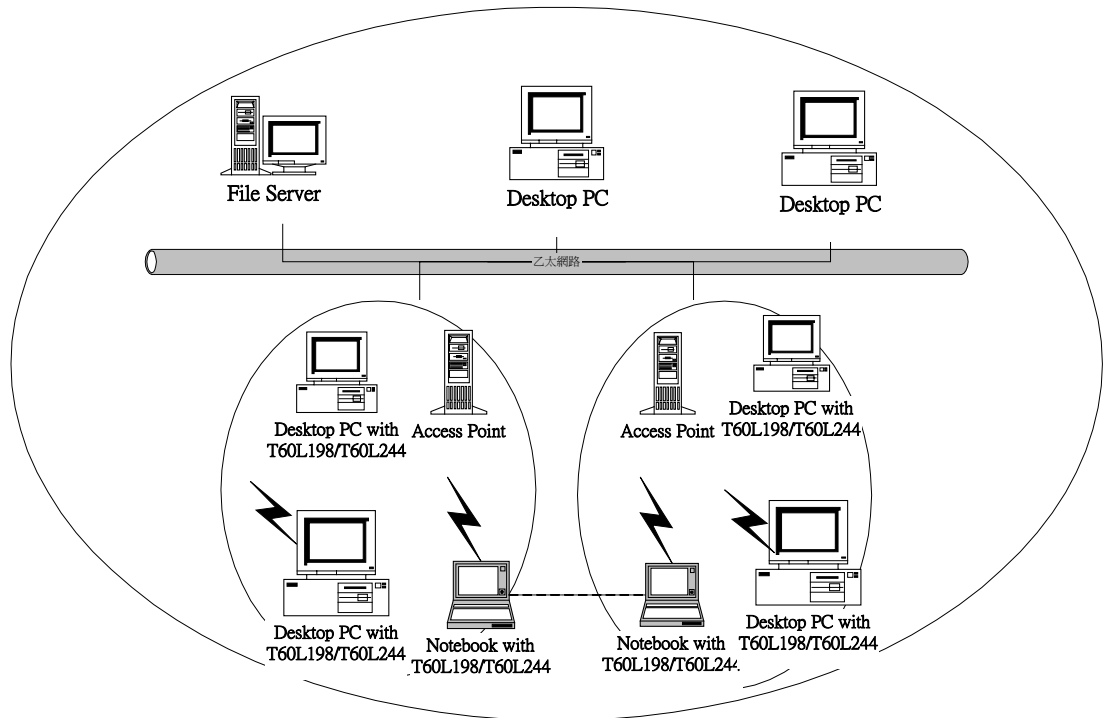 File Server
Desktop PC
Desktop PC
乙太網路
Desktop PC with
T60L198/T60L244
Access Point
Access Point
Desktop PC with
T60L198/T60L244
Desktop PC with
T60L198/T60L244
Notebook with
T60L198/T60L244
Notebook with
T60L198/T60L244
Desktop PC with
T60L198/T60L244